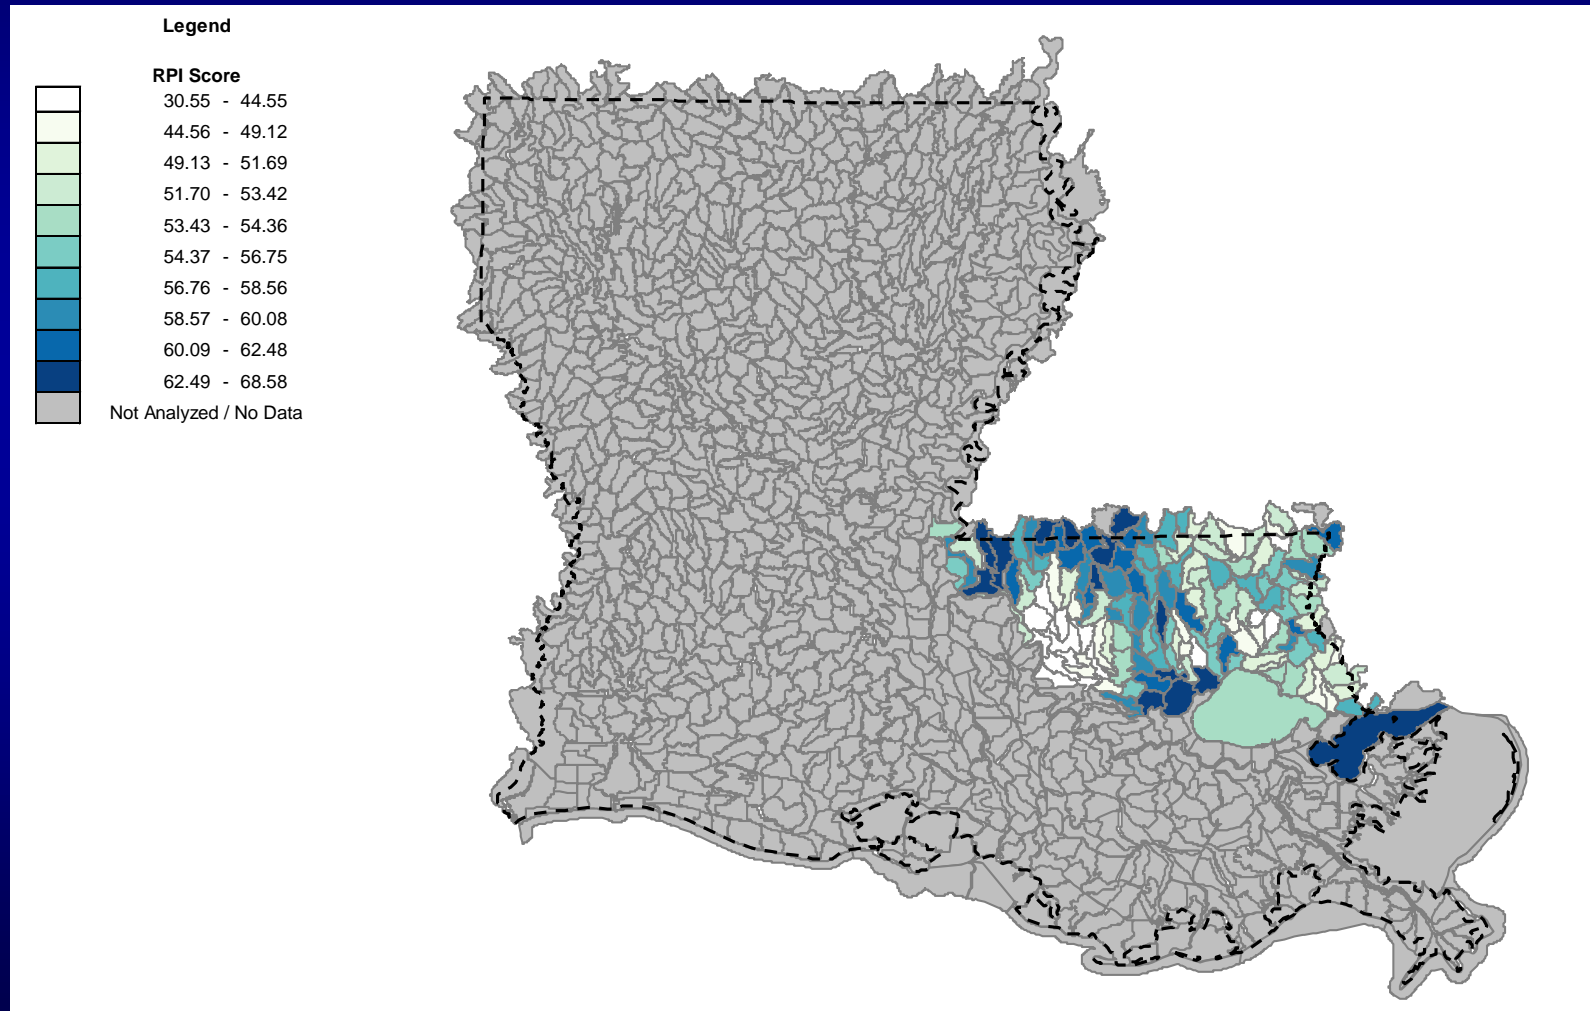 Legend
RPI Score
30.55 - 44.55
44.56 - 49.12
49.13 - 51.69
51.70 - 53.42
53.43 - 54.36
54.37 - 56.75
56.76 - 58.56
58.57 - 60.08
60.09 - 62.48
62.49 - 68.58
Not Analyzed / No Data